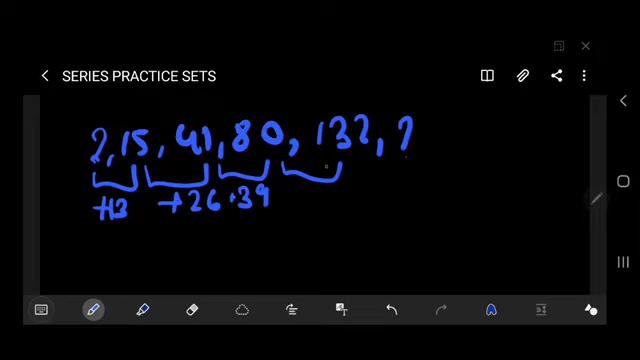 SERIES PRACTICE SETS
2, 15, 41, 80, 132, ?
+13 +26 +39